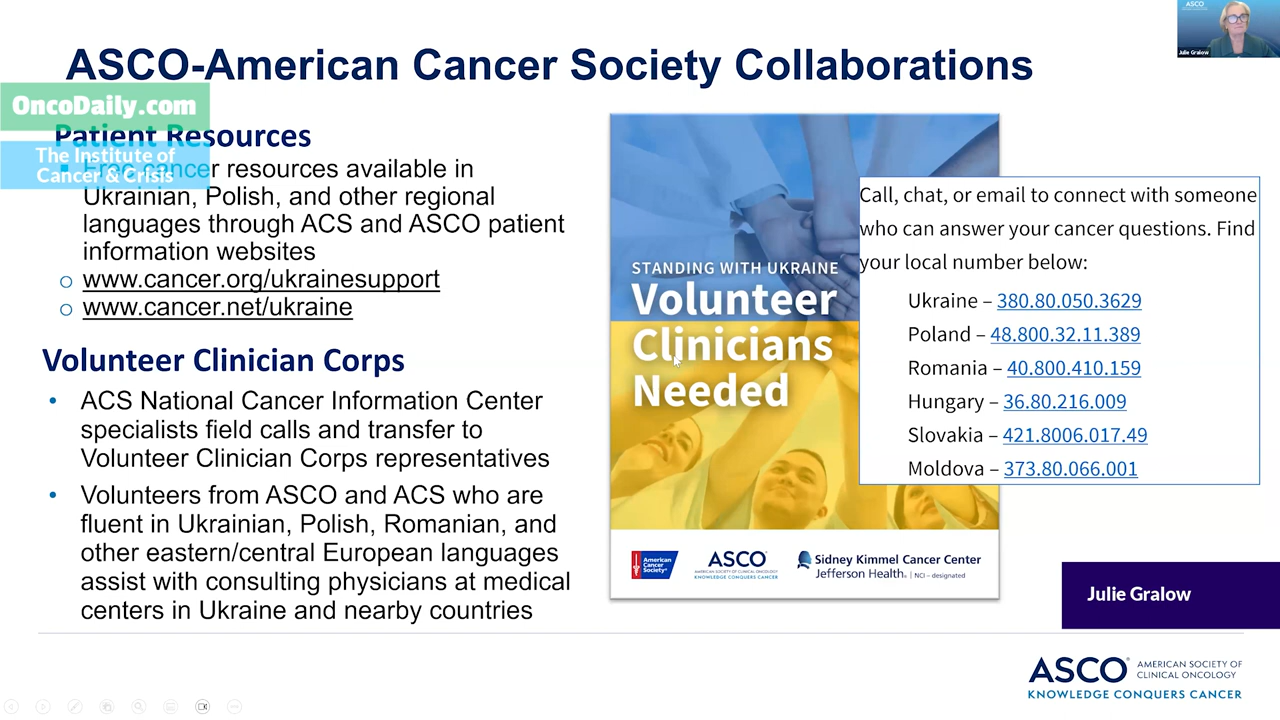 ASCO
Julie Gralow
ASCO-American Cancer Society Collaborations
OncoDaily.com
The Institute of
Cancer & Crisis
Patient Resources
Free cancer resources available in
Ukrainian, Polish, and other regional
languages through ACS and ASCO patient
information websites
www.cancer.org/ukrainesupport
www.cancer.net/ukraine
Volunteer Clinician Corps
• ACS National Cancer Information Center
specialists field calls and transfer to
Volunteer Clinician Corps representatives
• Volunteers from ASCO and ACS who are
fluent in Ukrainian, Polish, Romanian, and
other eastern/central European languages
assist with consulting physicians at medical
centers in Ukraine and nearby countries
STANDING WITH UKRAINE
Volunteer
Clinicians
Needed
American
Cancer
Society®
ASCO®
AMERICAN SOCIETY OF CLINICAL ONCOLOGY
KNOWLEDGE CONQUERS CANCER
Sidney Kimmel Cancer Center
Jefferson Health® | NCI – designated
Call, chat, or email to connect with someone
who can answer your cancer questions. Find
your local number below:
Ukraine – 380.80.050.3629
Poland – 48.800.32.11.389
Romania – 40.800.410.159
Hungary – 36.80.216.009
Slovakia – 421.8006.017.49
Moldova – 373.80.066.001
Julie Gralow
ASCO®
AMERICAN SOCIETY OF
CLINICAL ONCOLOGY
KNOWLEDGE CONQUERS CANCER